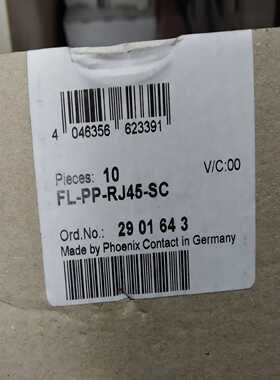 4 046356 623391
Pieces: 10 V/C:00
FL-PP-RJ45-SC
Ord.No.: 29 01 64 3
Made by Phoenix Contact in Germany